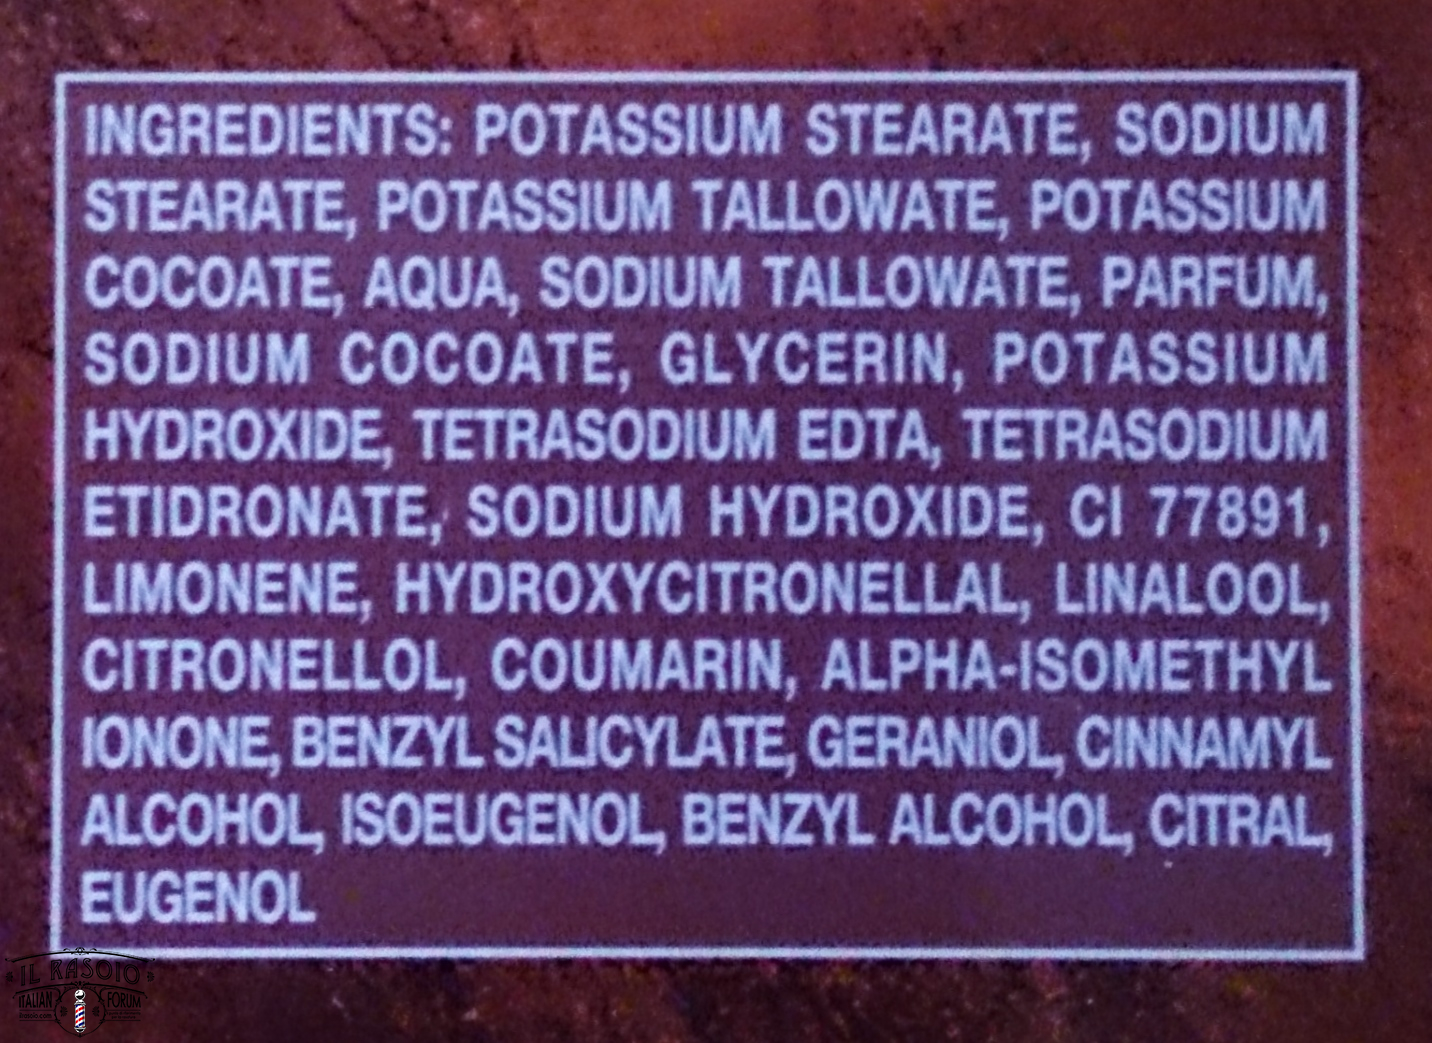 INGREDIENTS: POTASSIUM STEARATE, SODIUM
STEARATE, POTASSIUM TALLOWATE, POTASSIUM
COCOATE, AQUA, SODIUM TALLOWATE, PARFUM,
SODIUM COCOATE, GLYCERIN, POTASSIUM
HYDROXIDE, TETRASODIUM EDTA, TETRASODIUM
ETIDRONATE, SODIUM HYDROXIDE, CI 77891,
LIMONENE, HYDROXYCITRONELLAL, LINALOOL,
CITRONELLOL, COUMARIN, ALPHA-ISOMETHYL
IONONE, BENZYL SALICYLATE, GERANIOL, CINNAMYL
ALCOHOL, ISOEUGENOL, BENZYL ALCOHOL, CITRAL,
EUGENOL
IL RASOIO
ITALIAN FORUM